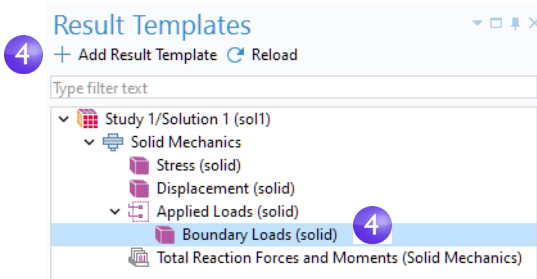 Result Templates
4 Add Result Template Reload
Type filter text
Study 1/Solution 1 (sol1)
Solid Mechanics
Stress (solid)
Displacement (solid)
Applied Loads (solid)
Boundary Loads (solid) 4
Total Reaction Forces and Moments (Solid Mechanics)